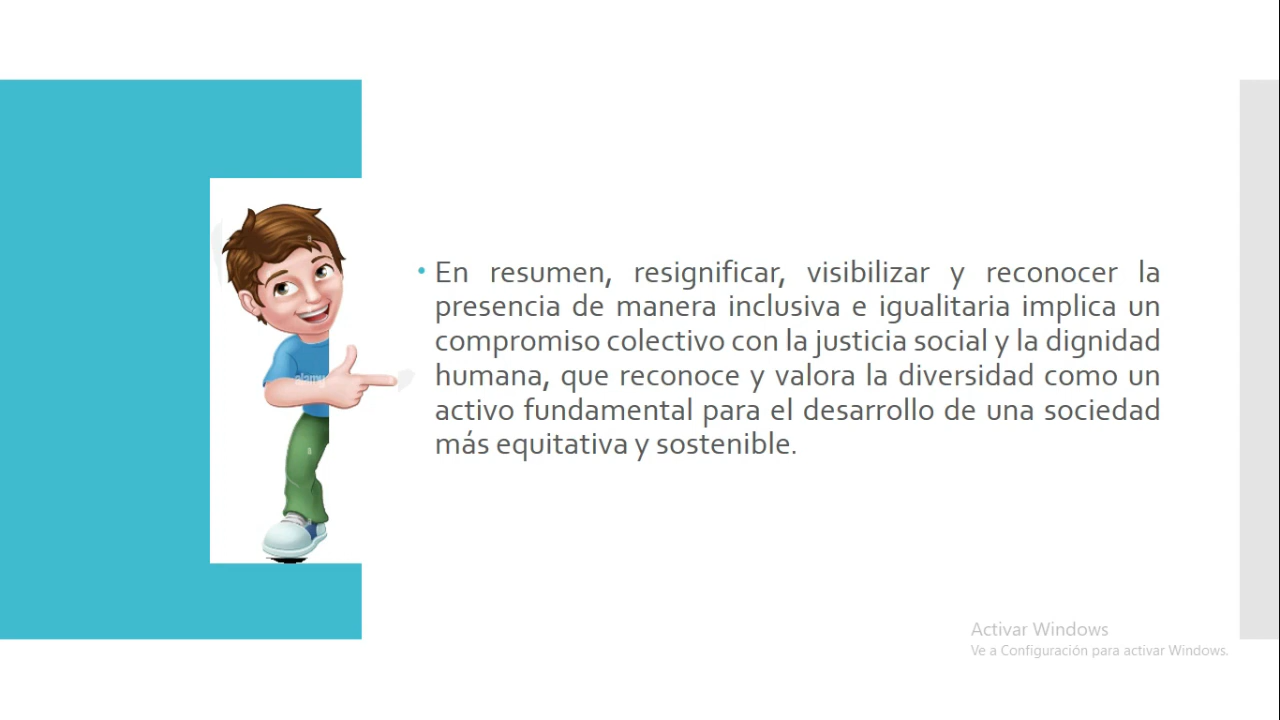 En resumen, resignificar, visibilizar y reconocer la
presencia de manera inclusiva e igualitaria implica un
compromiso colectivo con la justicia social y la dignidad
humana, que reconoce y valora la diversidad como un
activo fundamental para el desarrollo de una sociedad
más equitativa y sostenible.
alamy
Activar Windows
Ve a Configuración para activar Windows.